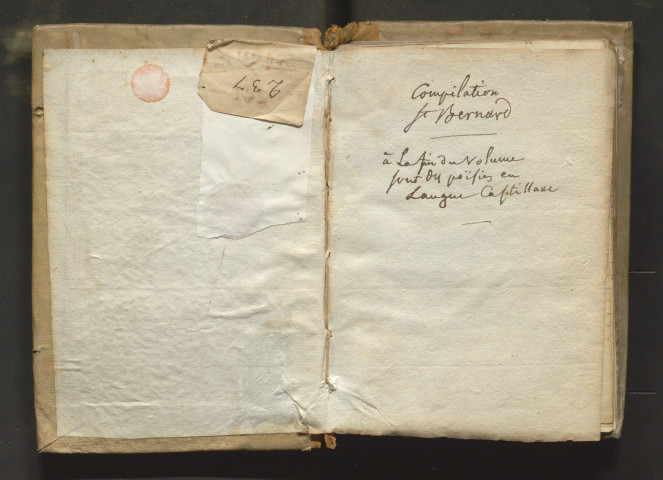 237
Compilation
st Bernard
à La fin du Volume
sont des poësies en
Langue Castillane